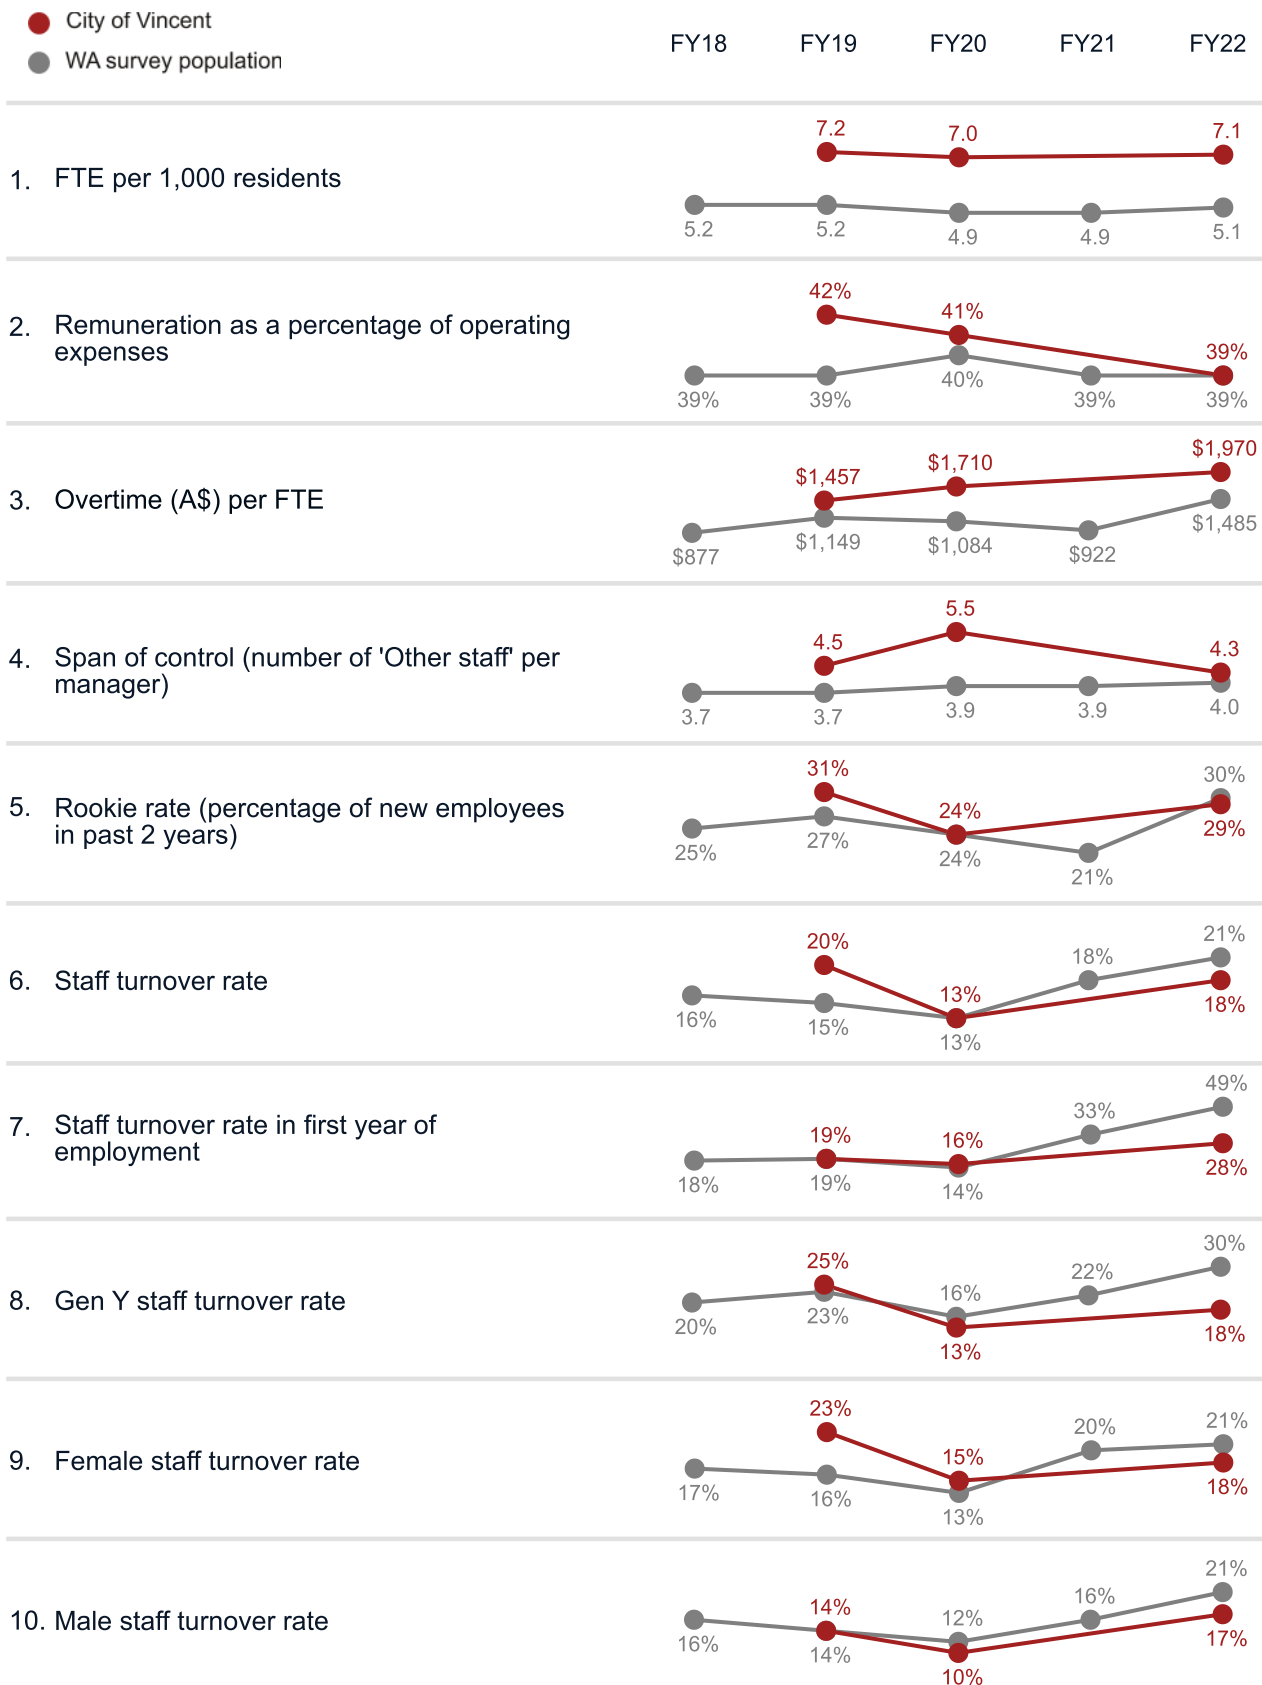 City of Vincent
WA survey population
FY18 FY19 FY20 FY21 FY22
7.2 7.0 7.1
1. FTE per 1,000 residents
5.2 5.2 4.9 4.9 5.1
42% 41% 39%
2. Remuneration as a percentage of operating
expenses
39% 39% 40% 39% 39%
$1,457 $1,710 $1,970
3. Overtime (A$) per FTE
$877 $1,149 $1,084 $922 $1,485
4.5 5.5 4.3
4. Span of control (number of 'Other staff' per
manager)
3.7 3.7 3.9 3.9 4.0
31% 24% 30%
5. Rookie rate (percentage of new employees
in past 2 years)
25% 27% 24% 21% 29%
20% 13% 18% 21%
6. Staff turnover rate
16% 15% 13% 18%
19% 16% 33% 49%
7. Staff turnover rate in first year of
employment
18% 19% 14% 28%
25% 16% 22% 30%
8. Gen Y staff turnover rate
20% 23% 13% 18%
23% 15% 20% 21%
9. Female staff turnover rate
17% 16% 13% 18%
14% 12% 16% 21%
10. Male staff turnover rate
16% 14% 10% 17%